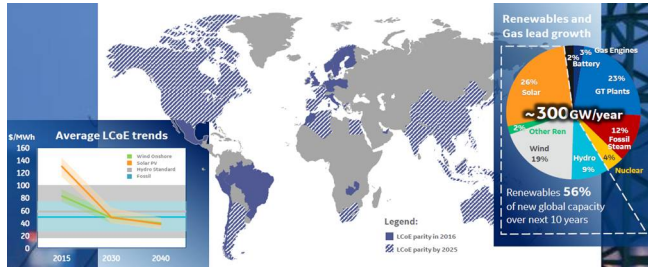 Renewables and
Gas lead growth
3%
Gas Engines
2%
Battery
23%
GT Plants
26%
Solar
~300 GW/year
12%
Fossil
Steam
2%
Other Ren
4%
Nuclear
Wind
19%
Hydro
9%
Renewables 56%
of new global capacity
over next 10 years
$/MWh
Average LCoE trends
160
140
120
100
80
60
40
20
0
2015
2030
2040
Wind Onshore
Solar PV
Hydro Standard
Fossil
Legend:
LCoE parity in 2016
LCoE parity by 2025